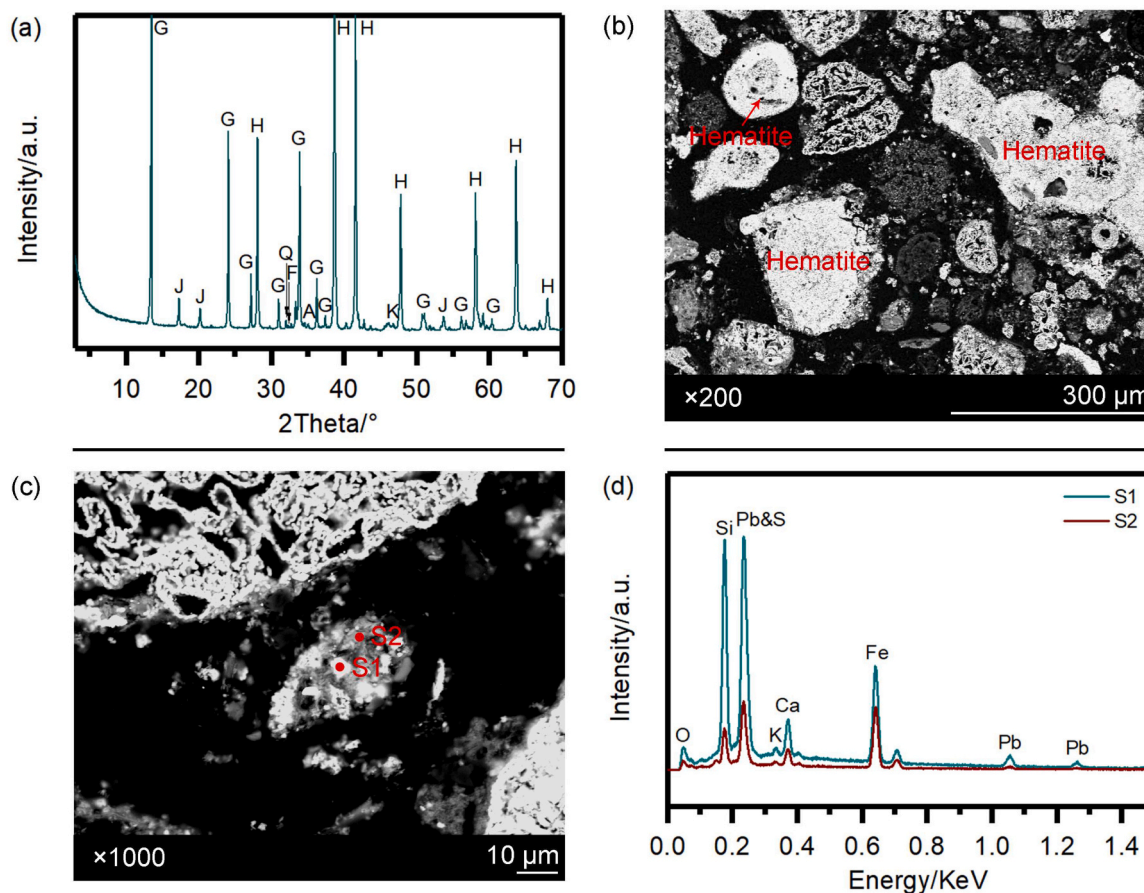 (a)
G
H
H
G
H
G
H
H
H
G
Q
F
G
G
J
J
A
G
K
G
J
G
G
H
Intensity/a.u.
10 20 30 40 50 60 70
2Theta/°
(b)
Hematite
Hematite
Hematite
×200
300 µm
(c)
S2
S1
×1000
10 µm
(d)
S1
S2
Si
Pb&S
Fe
Ca
K
O
Pb
Pb
Intensity/a.u.
0.0 0.2 0.4 0.6 0.8 1.0 1.2 1.4
Energy/KeV